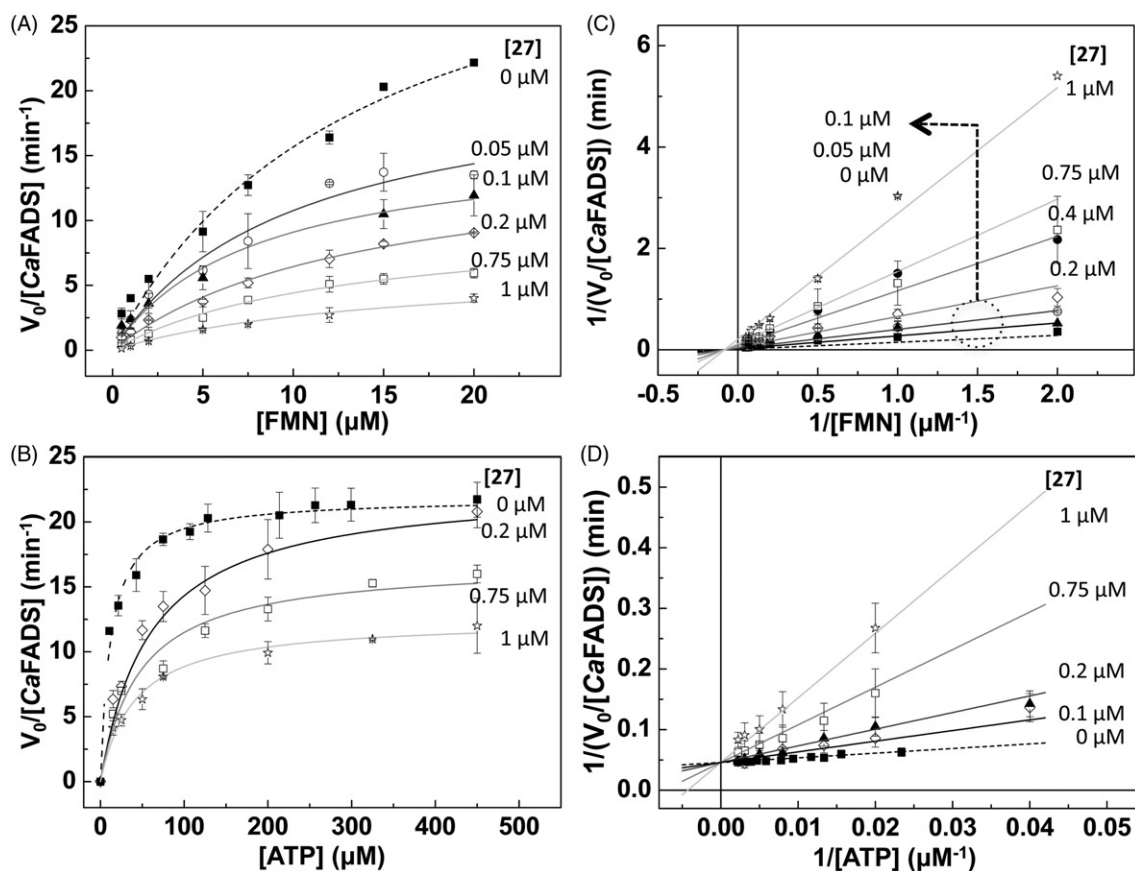 (A)
25
20
15
10
5
0
V₀/[CaFADS] (min⁻¹)
[27]
0 µM
0.05 µM
0.1 µM
0.2 µM
0.75 µM
1 µM
0 5 10 15 20
[FMN] (µM)
(C)
6
4
2
0
1/(V₀/[CaFADS]) (min)
[27]
1 µM
0.1 µM
0.05 µM
0 µM
0.75 µM
0.4 µM
0.2 µM
-0.5 0.0 0.5 1.0 1.5 2.0
1/[FMN] (µM⁻¹)
(B)
25
20
15
10
5
0
V₀/[CaFADS] (min⁻¹)
[27]
0 µM
0.2 µM
0.75 µM
1 µM
0 100 200 300 400 500
[ATP] (µM)
(D)
0.5
0.4
0.3
0.2
0.1
0.0
1/(V₀/[CaFADS]) (min)
[27]
1 µM
0.75 µM
0.2 µM
0.1 µM
0 µM
0.00 0.01 0.02 0.03 0.04 0.05
1/[ATP] (µM⁻¹)